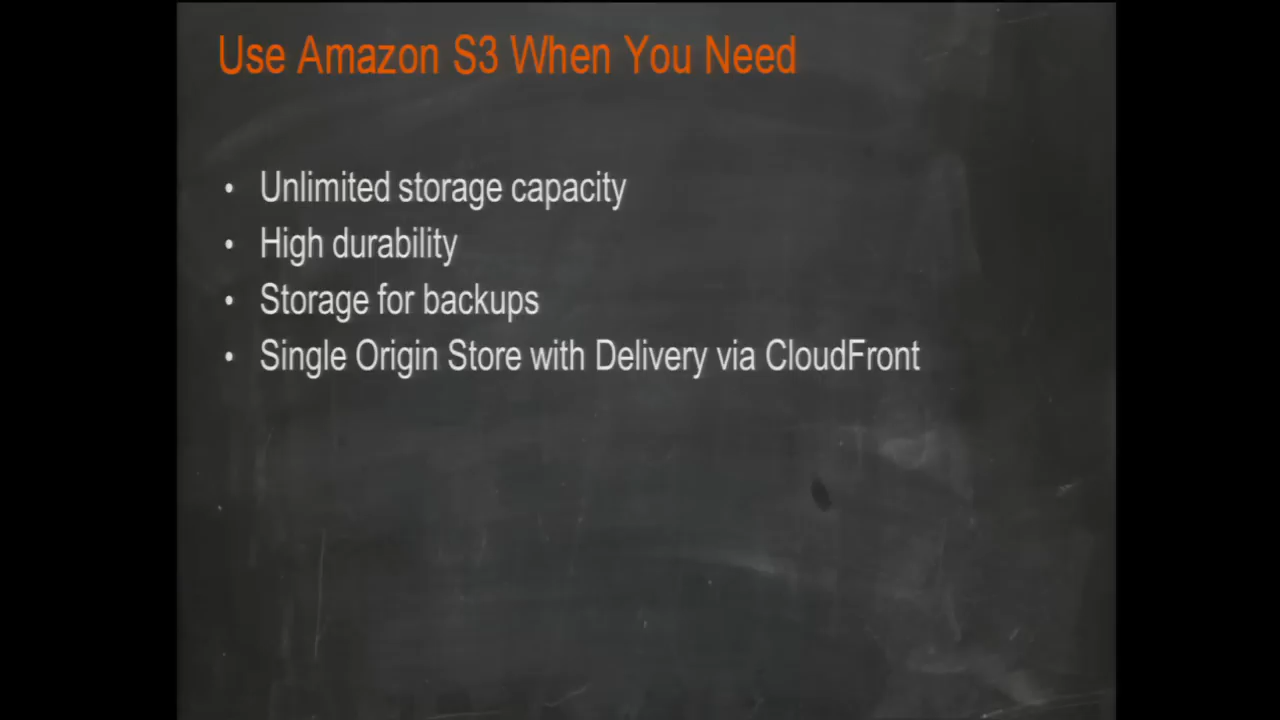 Use Amazon S3 When You Need
• Unlimited storage capacity
• High durability
• Storage for backups
• Single Origin Store with Delivery via CloudFront